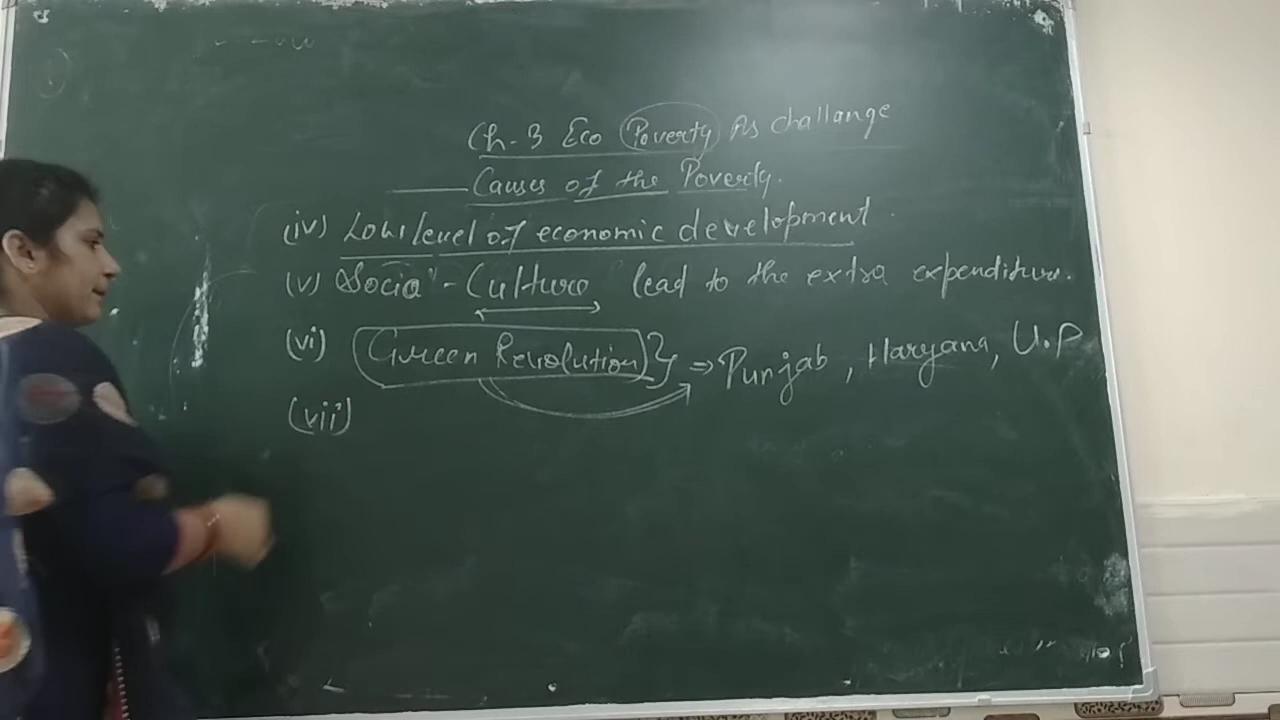 Ch-3 Eco Poverty As challange
Causes of the Poverty.
(iv) Low level of economic development.
(v) Social - Culture lead to the extra expenditure.
(vi) Green Revolution} ⇒ Punjab, Haryana, U.P
(vii)